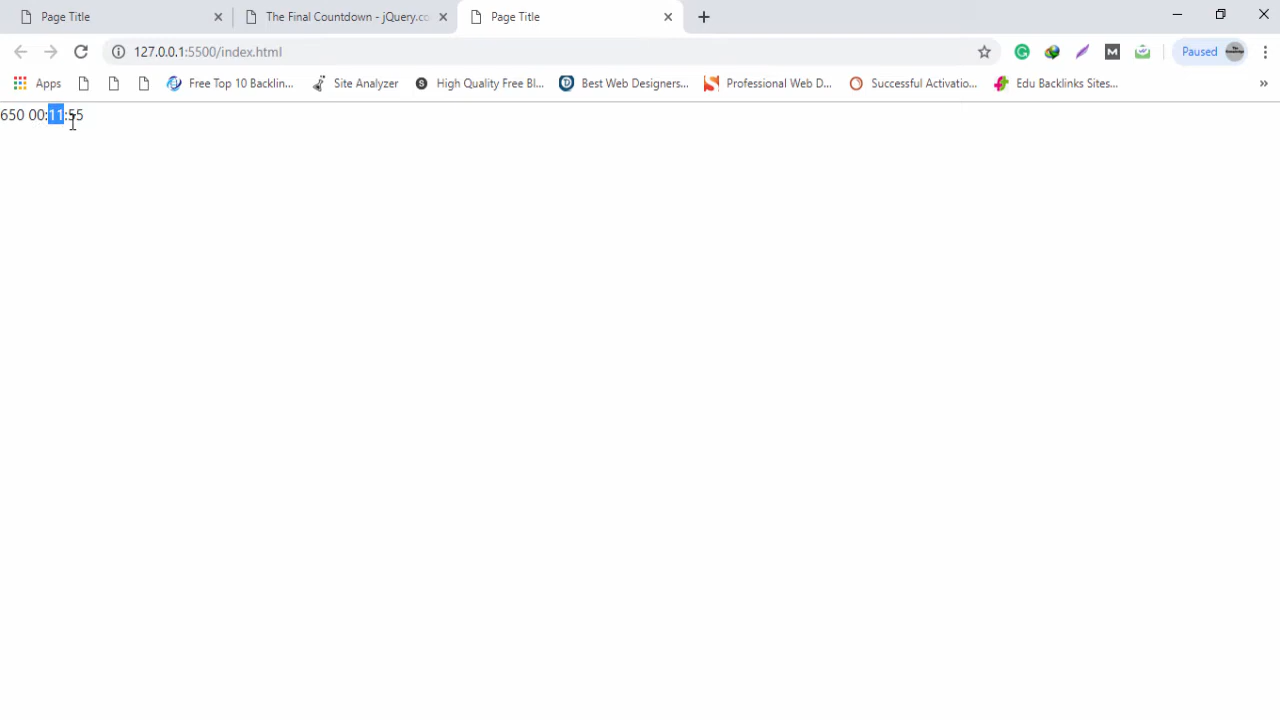 Page Title
The Final Countdown - jQuery.co
Page Title
127.0.0.1:5500/index.html
Paused
Apps
Free Top 10 Backlin...
Site Analyzer
High Quality Free Bl...
Best Web Designers...
Professional Web D...
Successful Activatio...
Edu Backlinks Sites...
»
650 00:11:55